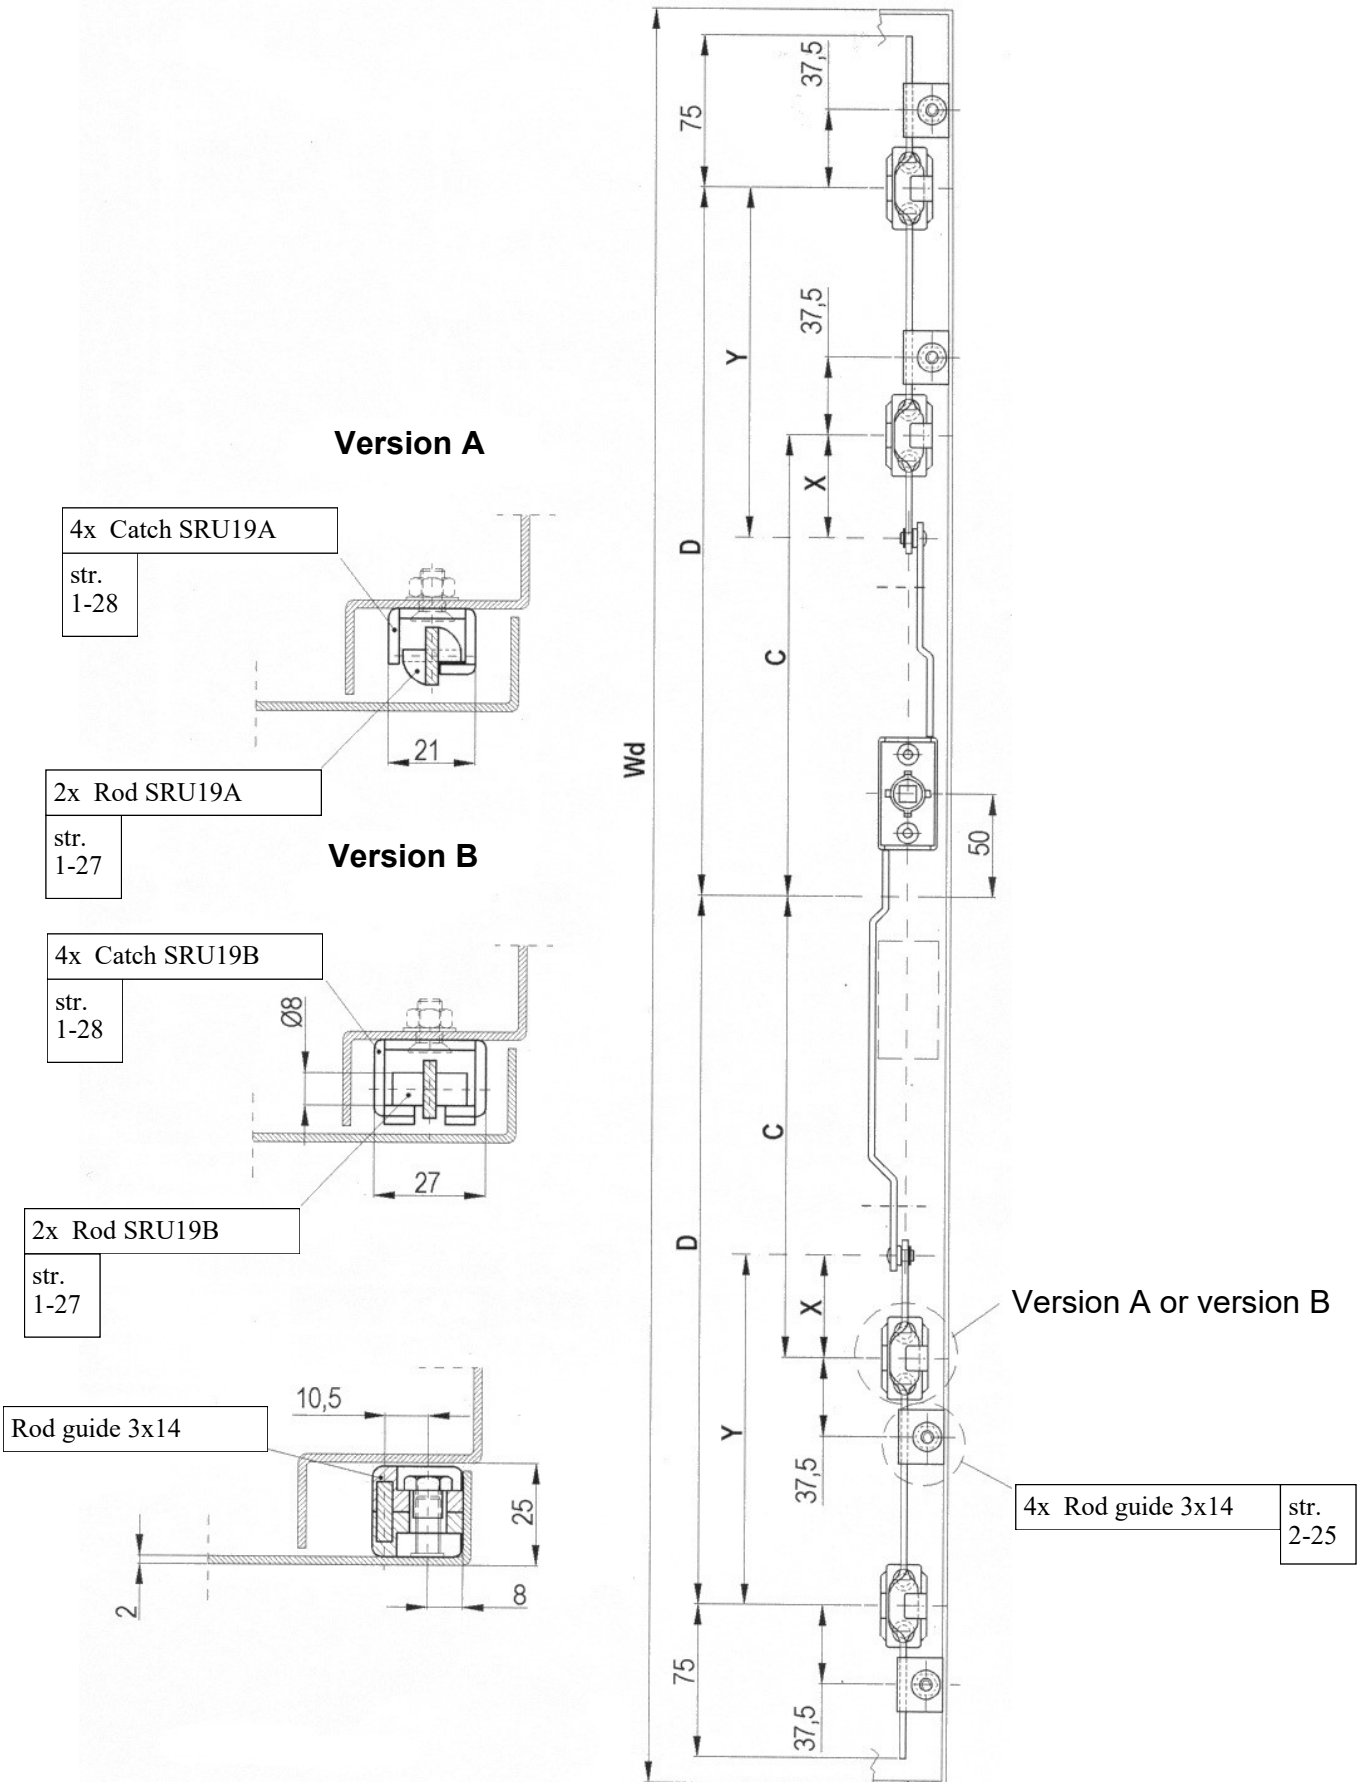 Version A
4x Catch SRU19A
str.
1-28
21
2x Rod SRU19A
str.
1-27
Version B
4x Catch SRU19B
str.
1-28
Ø8
27
2x Rod SRU19B
str.
1-27
10,5
Rod guide 3x14
25
2
8
37,5
75
37,5
Y
X
D
C
Wd
50
C
D
X
Version A or version B
Y
37,5
4x Rod guide 3x14
str.
2-25
75
37,5